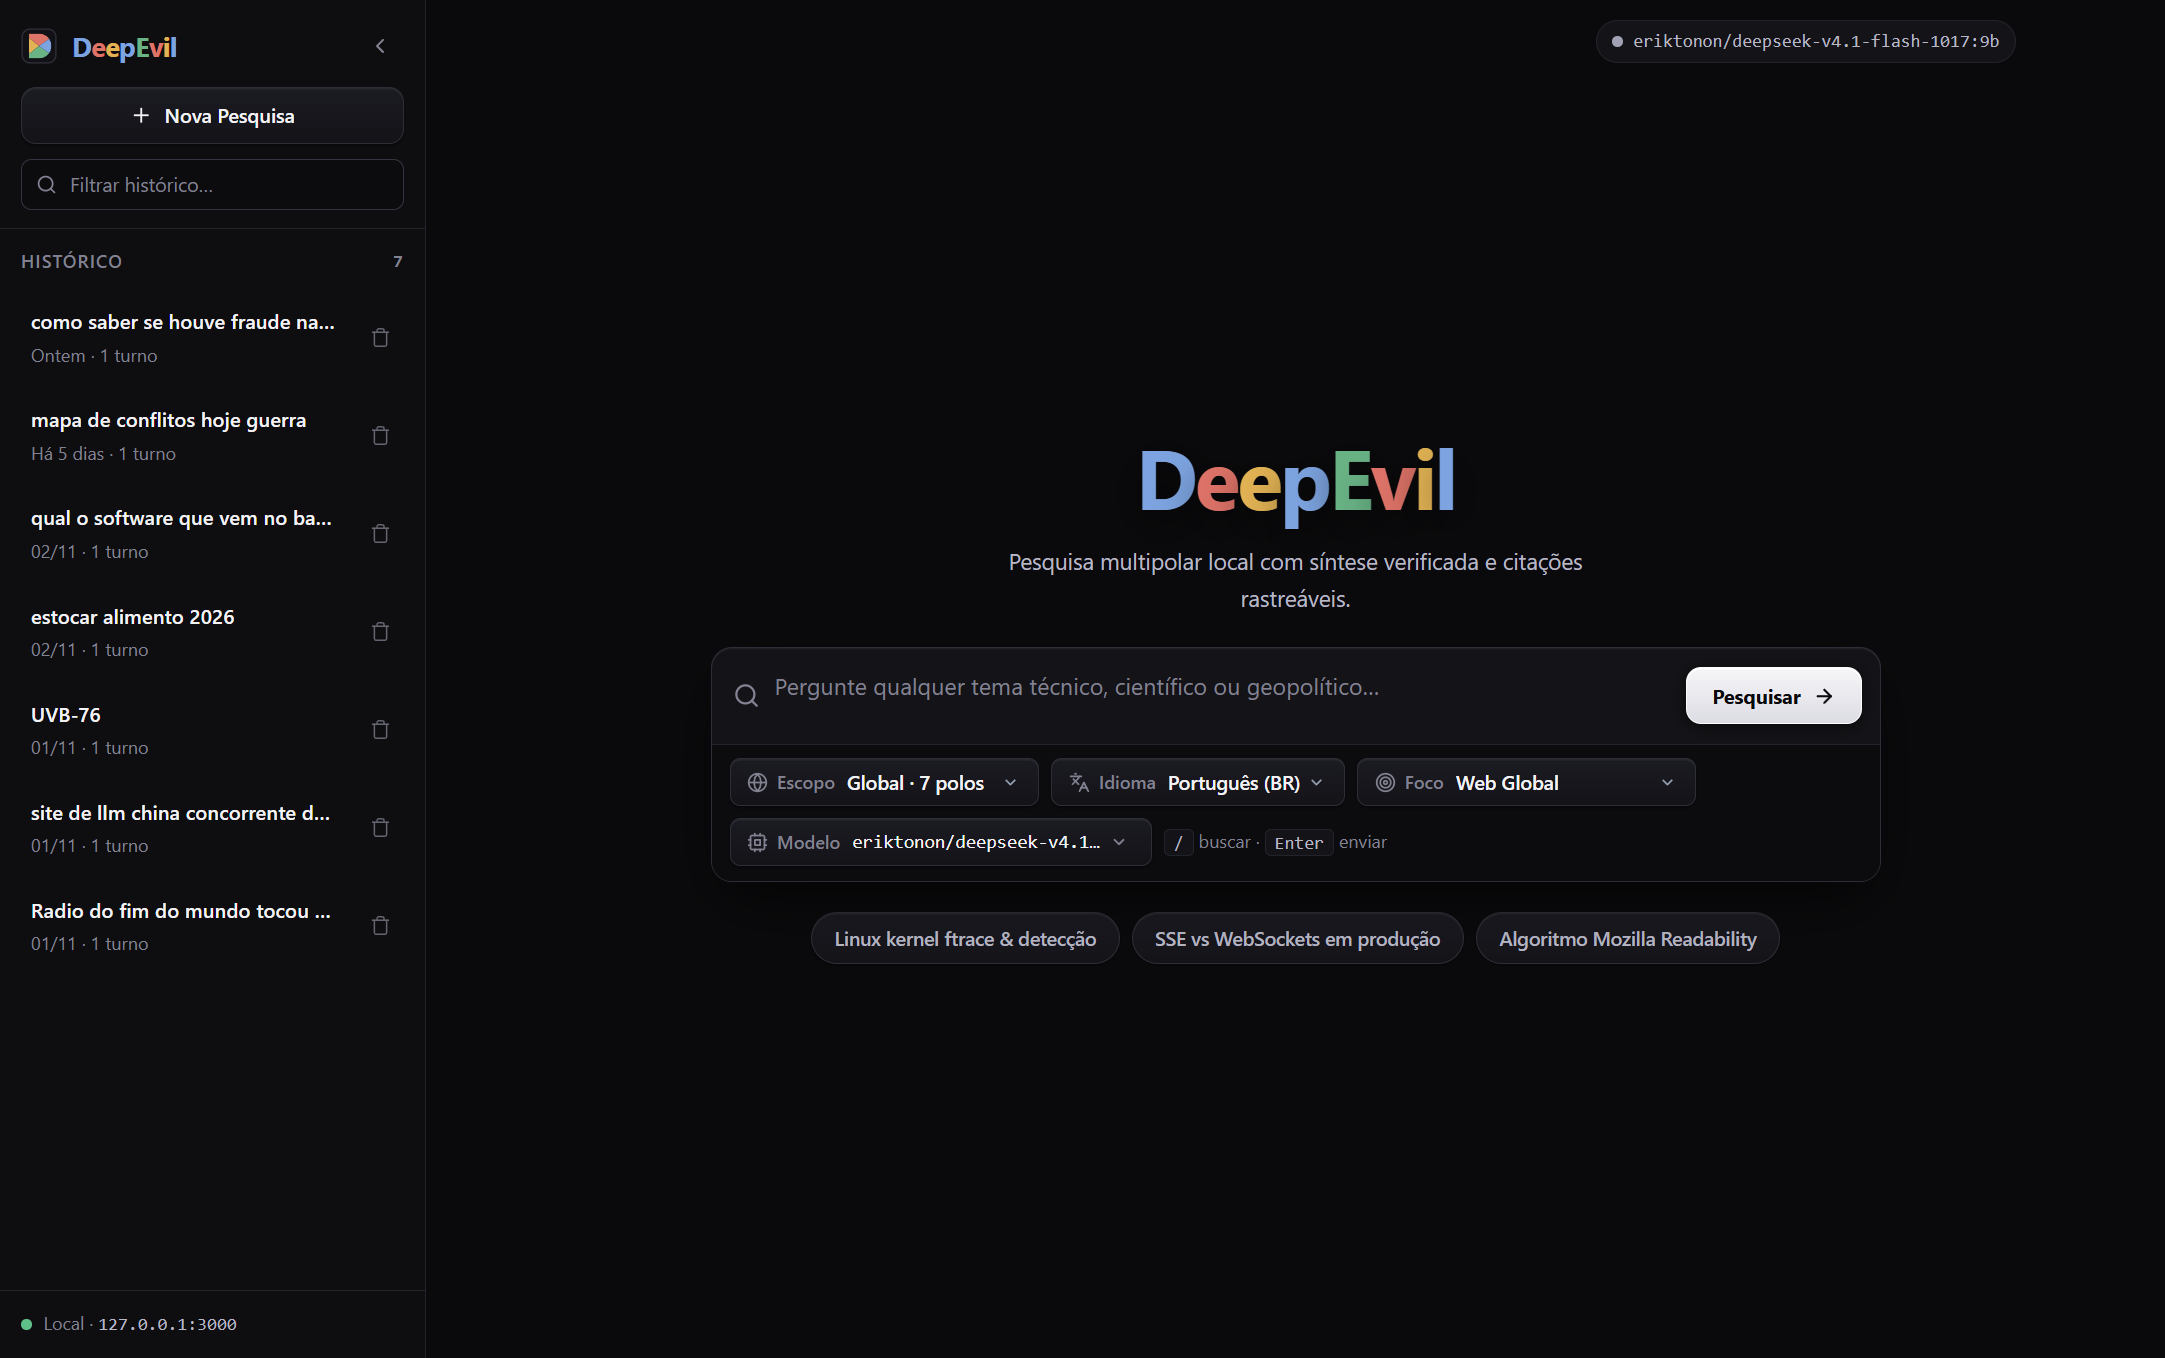 DeepEvil
Nova Pesquisa
Filtrar histórico...
HISTÓRICO 7
como saber se houve fraude na...
Ontem · 1 turno
mapa de conflitos hoje guerra
Há 5 dias · 1 turno
qual o software que vem no ba...
02/11 · 1 turno
estocar alimento 2026
02/11 · 1 turno
UVB-76
01/11 · 1 turno
site de llm china concorrente d...
01/11 · 1 turno
Radio do fim do mundo tocou ...
01/11 · 1 turno
Local · 127.0.0.1:3000
eriktonon/deepseek-v4.1-flash-1017:9b
DeepEvil
Pesquisa multipolar local com síntese verificada e citações
rastreáveis.
Pergunte qualquer tema técnico, científico ou geopolítico...
Pesquisar
Escopo Global · 7 polos
Idioma Português (BR)
Foco Web Global
Modelo eriktonon/deepseek-v4.1…
/ buscar · Enter enviar
Linux kernel ftrace & detecção
SSE vs WebSockets em produção
Algoritmo Mozilla Readability